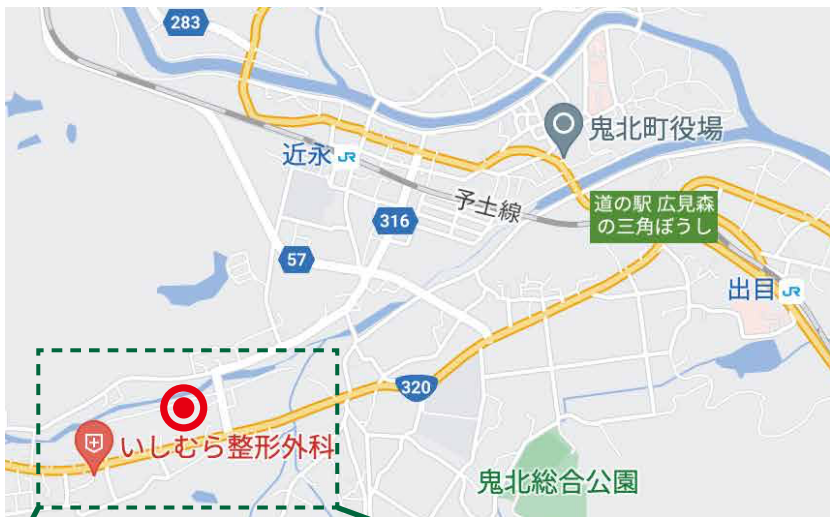 283
鬼北町役場
近永 JR
予土線
道の駅 広見森
の三角ぼうし
316
57
出目 JR
320
いしむら整形外科
鬼北総合公園